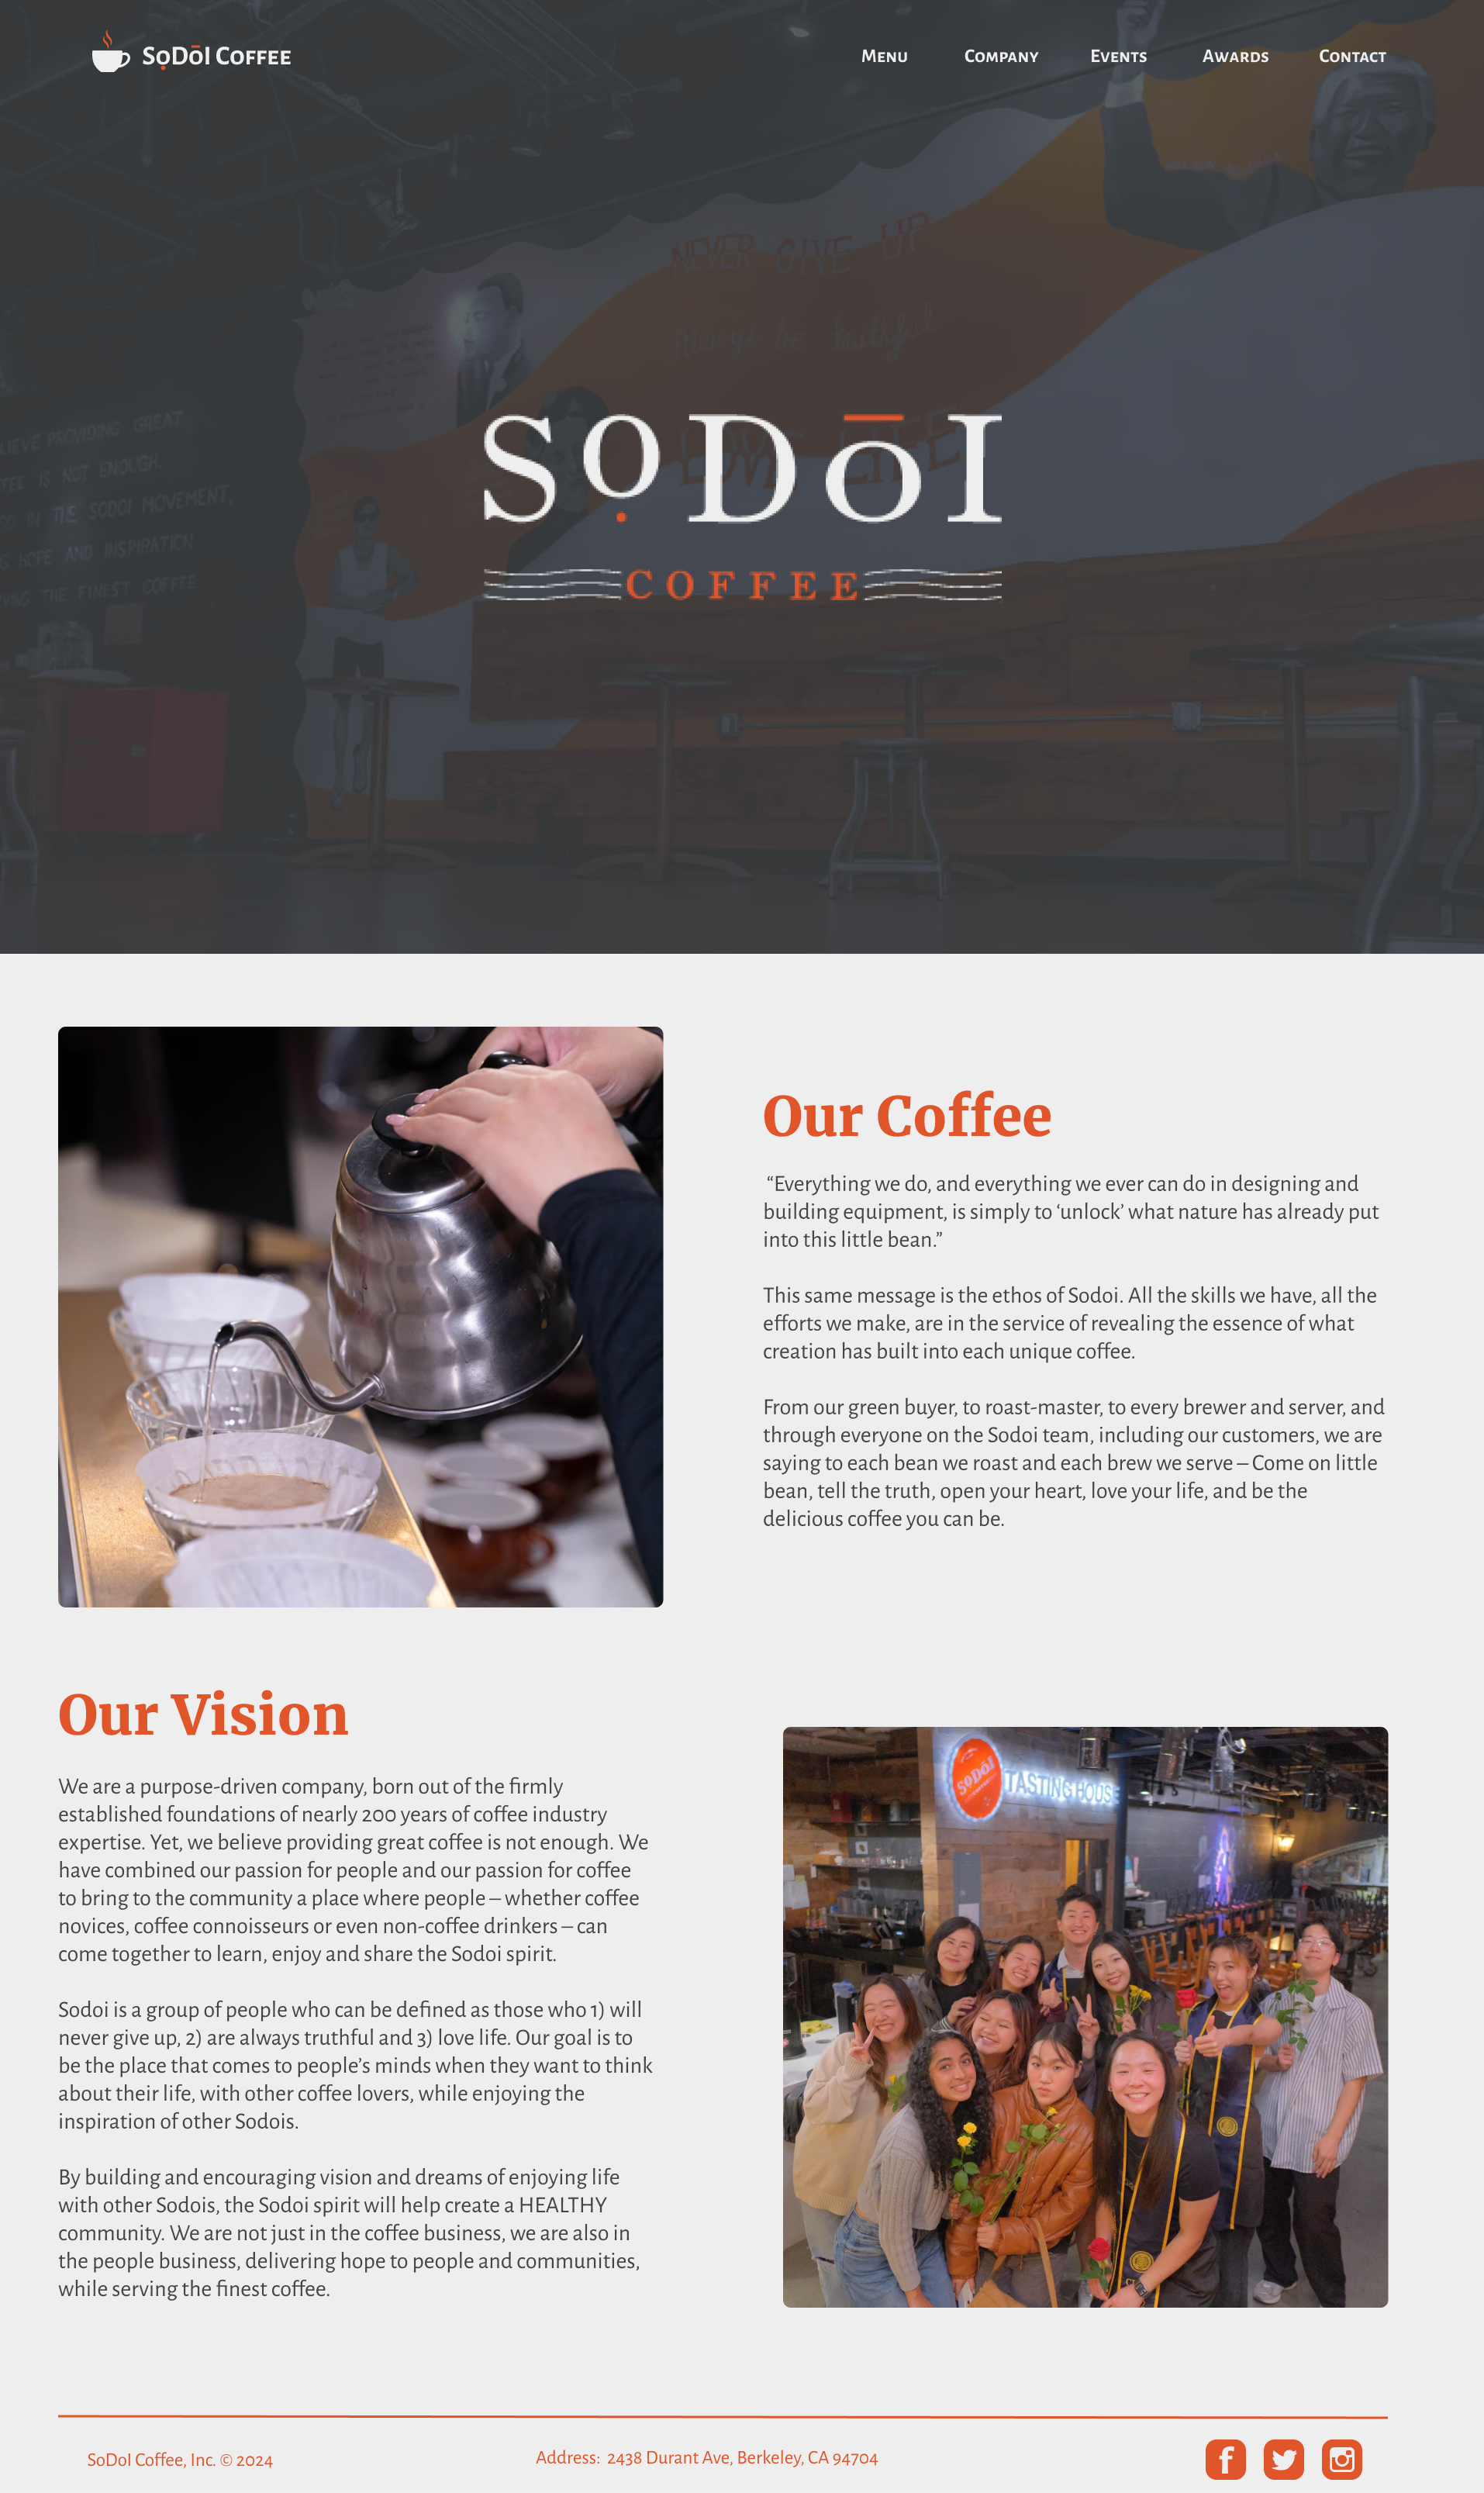 SọDōI Coffee
Menu Company Events Awards Contact
NEVER GIVE UP
Always be truthful
LOVE LIFE
LIEVE PROVIDING GREAT
FEE IS NOT ENOUGH.
IN THE SODOI MOVEMENT,
G HOPE AND INSPIRATION
THE FINEST COFFEE
SọDōI
COFFEE
Our Coffee
“Everything we do, and everything we ever can do in designing and
building equipment, is simply to ‘unlock’ what nature has already put
into this little bean.”
This same message is the ethos of Sodoi. All the skills we have, all the
efforts we make, are in the service of revealing the essence of what
creation has built into each unique coffee.
From our green buyer, to roast-master, to every brewer and server, and
through everyone on the Sodoi team, including our customers, we are
saying to each bean we roast and each brew we serve – Come on little
bean, tell the truth, open your heart, love your life, and be the
delicious coffee you can be.
Our Vision
We are a purpose-driven company, born out of the firmly
established foundations of nearly 200 years of coffee industry
expertise. Yet, we believe providing great coffee is not enough. We
have combined our passion for people and our passion for coffee
to bring to the community a place where people – whether coffee
novices, coffee connoisseurs or even non-coffee drinkers – can
come together to learn, enjoy and share the Sodoi spirit.
Sodoi is a group of people who can be defined as those who 1) will
never give up, 2) are always truthful and 3) love life. Our goal is to
be the place that comes to people’s minds when they want to think
about their life, with other coffee lovers, while enjoying the
inspiration of other Sodois.
By building and encouraging vision and dreams of enjoying life
with other Sodois, the Sodoi spirit will help create a HEALTHY
community. We are not just in the coffee business, we are also in
the people business, delivering hope to people and communities,
while serving the finest coffee.
SọDōI
TASTING HOUSE
SoDoI Coffee, Inc. © 2024
Address: 2438 Durant Ave, Berkeley, CA 94704